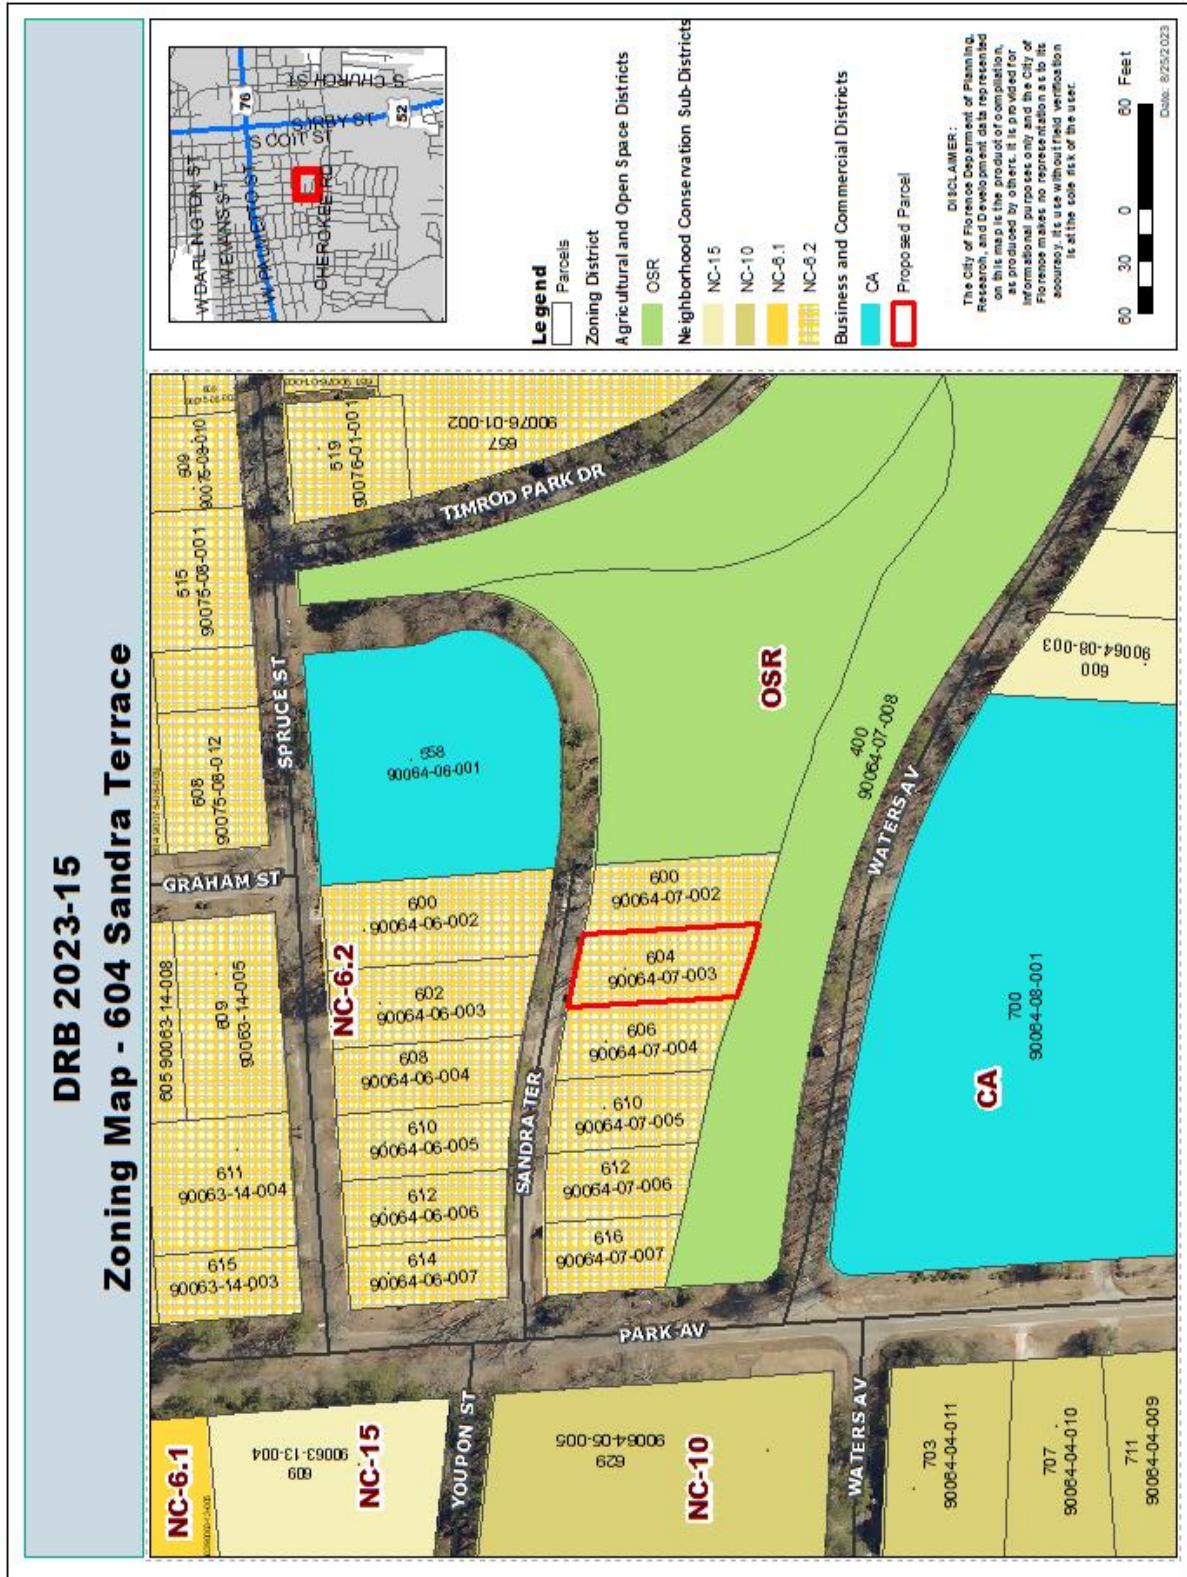 DRB 2023-15
Zoning Map - 604 Sandra Terrace
NC-6.1
NC-15
609
90063-13-004
YOUPON ST
629
90064-05-005
NC-10
WATERS AV
703
90064-04-011
707
90064-04-010
711
90064-04-009
615
90063-14-003
611
90063-14-004
605 90063-14-008
609
90063-14-005
GRAHAM ST
608
90075-08-012
515
90075-08-001
609
90075-09-010
SPRUCE ST
519
90076-01-001
657
90076-01-002
TIMROD PARK DR
NC-6.2
614
90064-06-007
612
90064-06-006
610
90064-06-005
608
90064-06-004
602
90064-06-003
600
90064-06-002
658
90064-06-001
SANDRA TER
616
90064-07-007
612
90064-07-006
610
90064-07-005
606
90064-07-004
604
90064-07-003
600
90064-07-002
PARK AV
OSR
400
90064-07-008
WATERS AV
CA
700
90064-08-001
600
90064-08-003
W DARLINGTON ST
W EVANS ST
W PALMETTO ST
CHEROKEE RD
S COIT ST
S IRBY ST
S CHURCH ST
76
52
Legend
Parcels
Zoning District
Agricultural and Open Space Districts
OSR
Neighborhood Conservation Sub-Districts
NC-15
NC-10
NC-6.1
NC-6.2
Business and Commercial Districts
CA
Proposed Parcel
DISCLAIMER:
The City of Florence Deparment of Planning,
Research, and Development data represented
on this map is the product of compilation,
as produced by others. It is provided for
informational purposes only and the City of
Florence makes no representation as to its
accuracy. Its use without field verification
is at the sole risk of the user.
60 30 0 60 Feet
Date: 8/25/2023